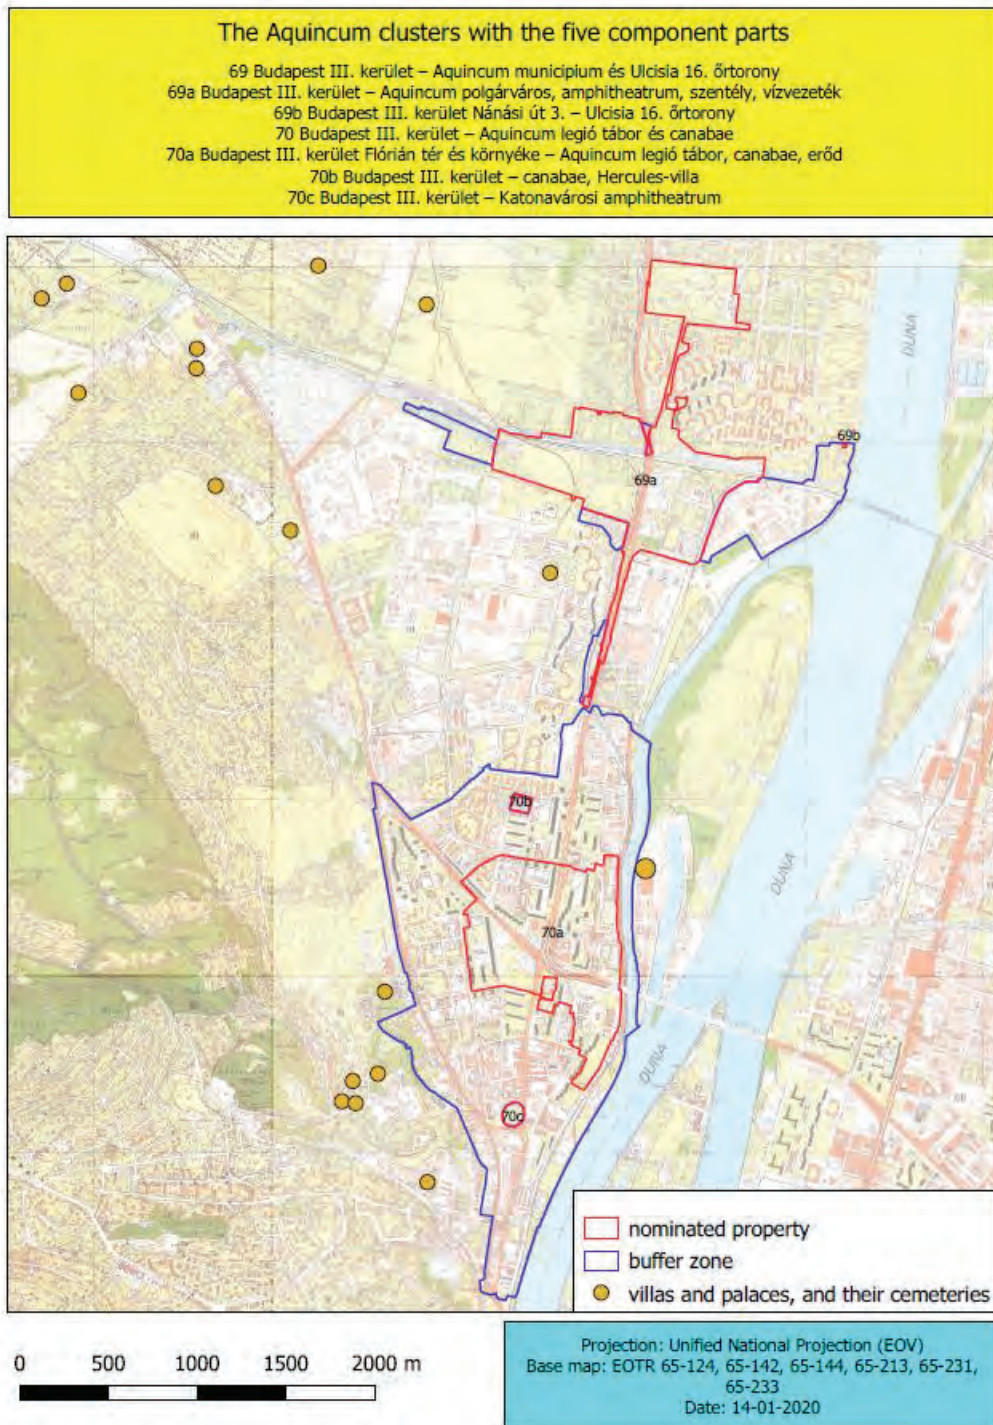 The Aquincum clusters with the five component parts
69 Budapest III. kerület – Aquincum municipium és Ulcisia 16. őrtorony
69a Budapest III. kerület – Aquincum polgárváros, amphitheatrum, szentély, vízvezeték
69b Budapest III. kerület Nánási út 3. – Ulcisia 16. őrtorony
70 Budapest III. kerület – Aquincum legió tábor és canabae
70a Budapest III. kerület Flórián tér és környéke – Aquincum legió tábor, canabae, erőd
70b Budapest III. kerület – canabae, Hercules-villa
70c Budapest III. kerület – Katonavárosi amphitheatrum
DUNA
69b
69a
70b
DUNA
70a
DUNA
70c
nominated property
buffer zone
villas and palaces, and their cemeteries
0 500 1000 1500 2000 m
Projection: Unified National Projection (EOV)
Base map: EOTR 65-124, 65-142, 65-144, 65-213, 65-231,
65-233
Date: 14-01-2020